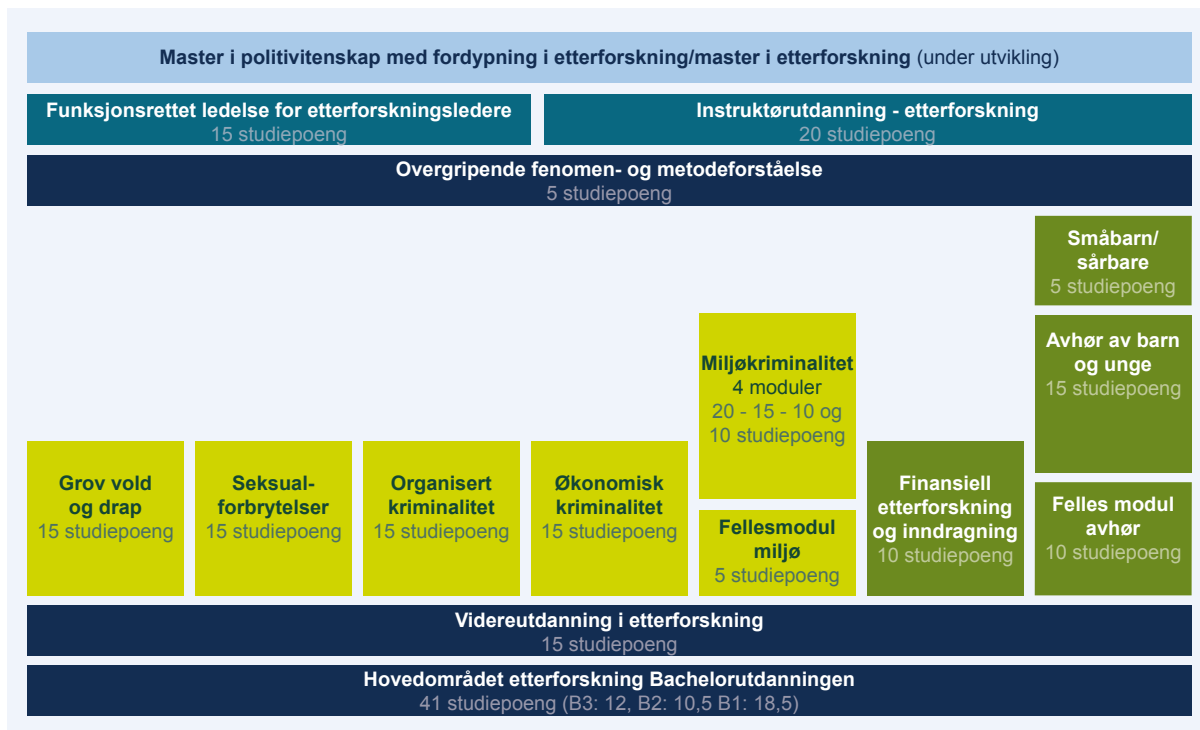 Master i politivitenskap med fordypning i etterforskning/master i etterforskning (under utvikling)
Funksjonsrettet ledelse for etterforskningsledere
15 studiepoeng
Instruktørutdanning - etterforskning
20 studiepoeng
Overgripende fenomen- og metodeforståelse
5 studiepoeng
Småbarn/
sårbare
5 studiepoeng
Avhør av barn
og unge
15 studiepoeng
Felles modul
avhør
10 studiepoeng
Miljøkriminalitet
4 moduler
20 - 15 - 10 og
10 studiepoeng
Fellesmodul
miljø
5 studiepoeng
Grov vold
og drap
15 studiepoeng
Seksual-
forbrytelser
15 studiepoeng
Organisert
kriminalitet
15 studiepoeng
Økonomisk
kriminalitet
15 studiepoeng
Finansiell
etterforskning
og inndragning
10 studiepoeng
Videreutdanning i etterforskning
15 studiepoeng
Hovedområdet etterforskning Bachelorutdanningen
41 studiepoeng (B3: 12, B2: 10,5 B1: 18,5)